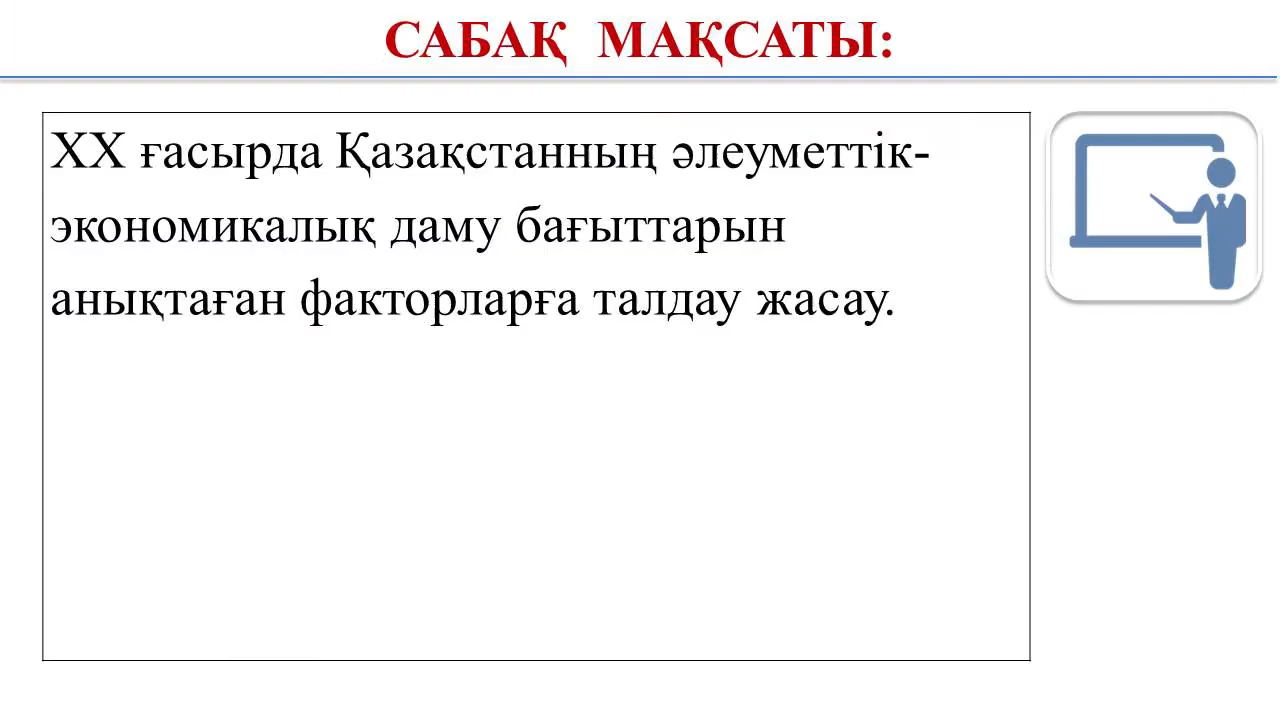 САБАҚ МАҚСАТЫ:
ХХ ғасырда Қазақстанның әлеуметтік-
экономикалық даму бағыттарын
анықтаған факторларға талдау жасау.